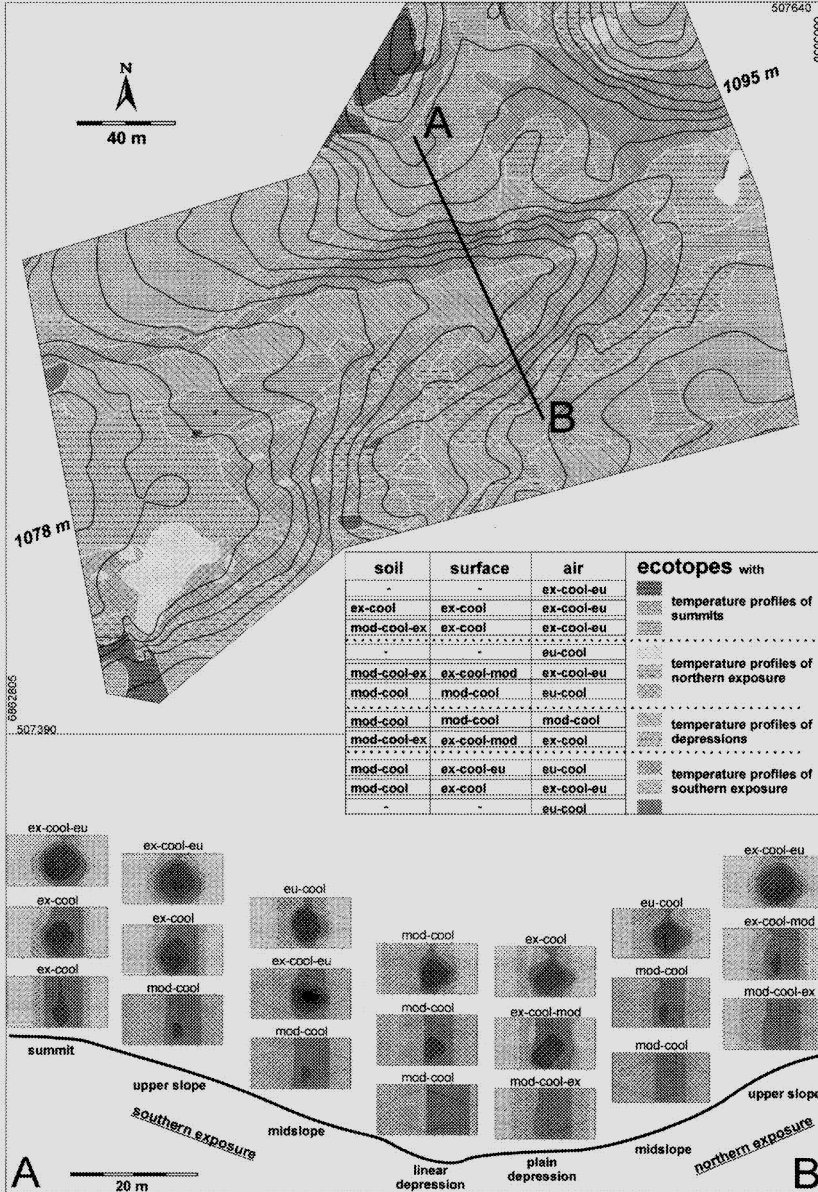 507640
N
40 m
A
1095 m
B
1078 m
6862805
507390
soil surface air ecotopes with
- - ex-cool-eu
ex-cool ex-cool ex-cool-eu
mod-cool-ex ex-cool ex-cool-eu
temperature profiles of
summits
- - eu-cool
mod-cool-ex ex-cool-mod ex-cool-eu
mod-cool mod-cool eu-cool
temperature profiles of
northern exposure
mod-cool mod-cool mod-cool
mod-cool-ex ex-cool-mod ex-cool
temperature profiles of
depressions
mod-cool ex-cool-eu eu-cool
mod-cool ex-cool ex-cool-eu
- - eu-cool
temperature profiles of
southern exposure
ex-cool-eu
ex-cool
ex-cool
summit
ex-cool-eu
ex-cool
mod-cool
upper slope
southern exposure
eu-cool
ex-cool-eu
mod-cool
midslope
mod-cool
mod-cool
mod-cool
linear
depression
ex-cool
ex-cool-mod
mod-cool-ex
plain
depression
eu-cool
mod-cool
mod-cool
midslope
ex-cool-eu
ex-cool-mod
mod-cool-ex
upper slope
northern exposure
A
20 m
B